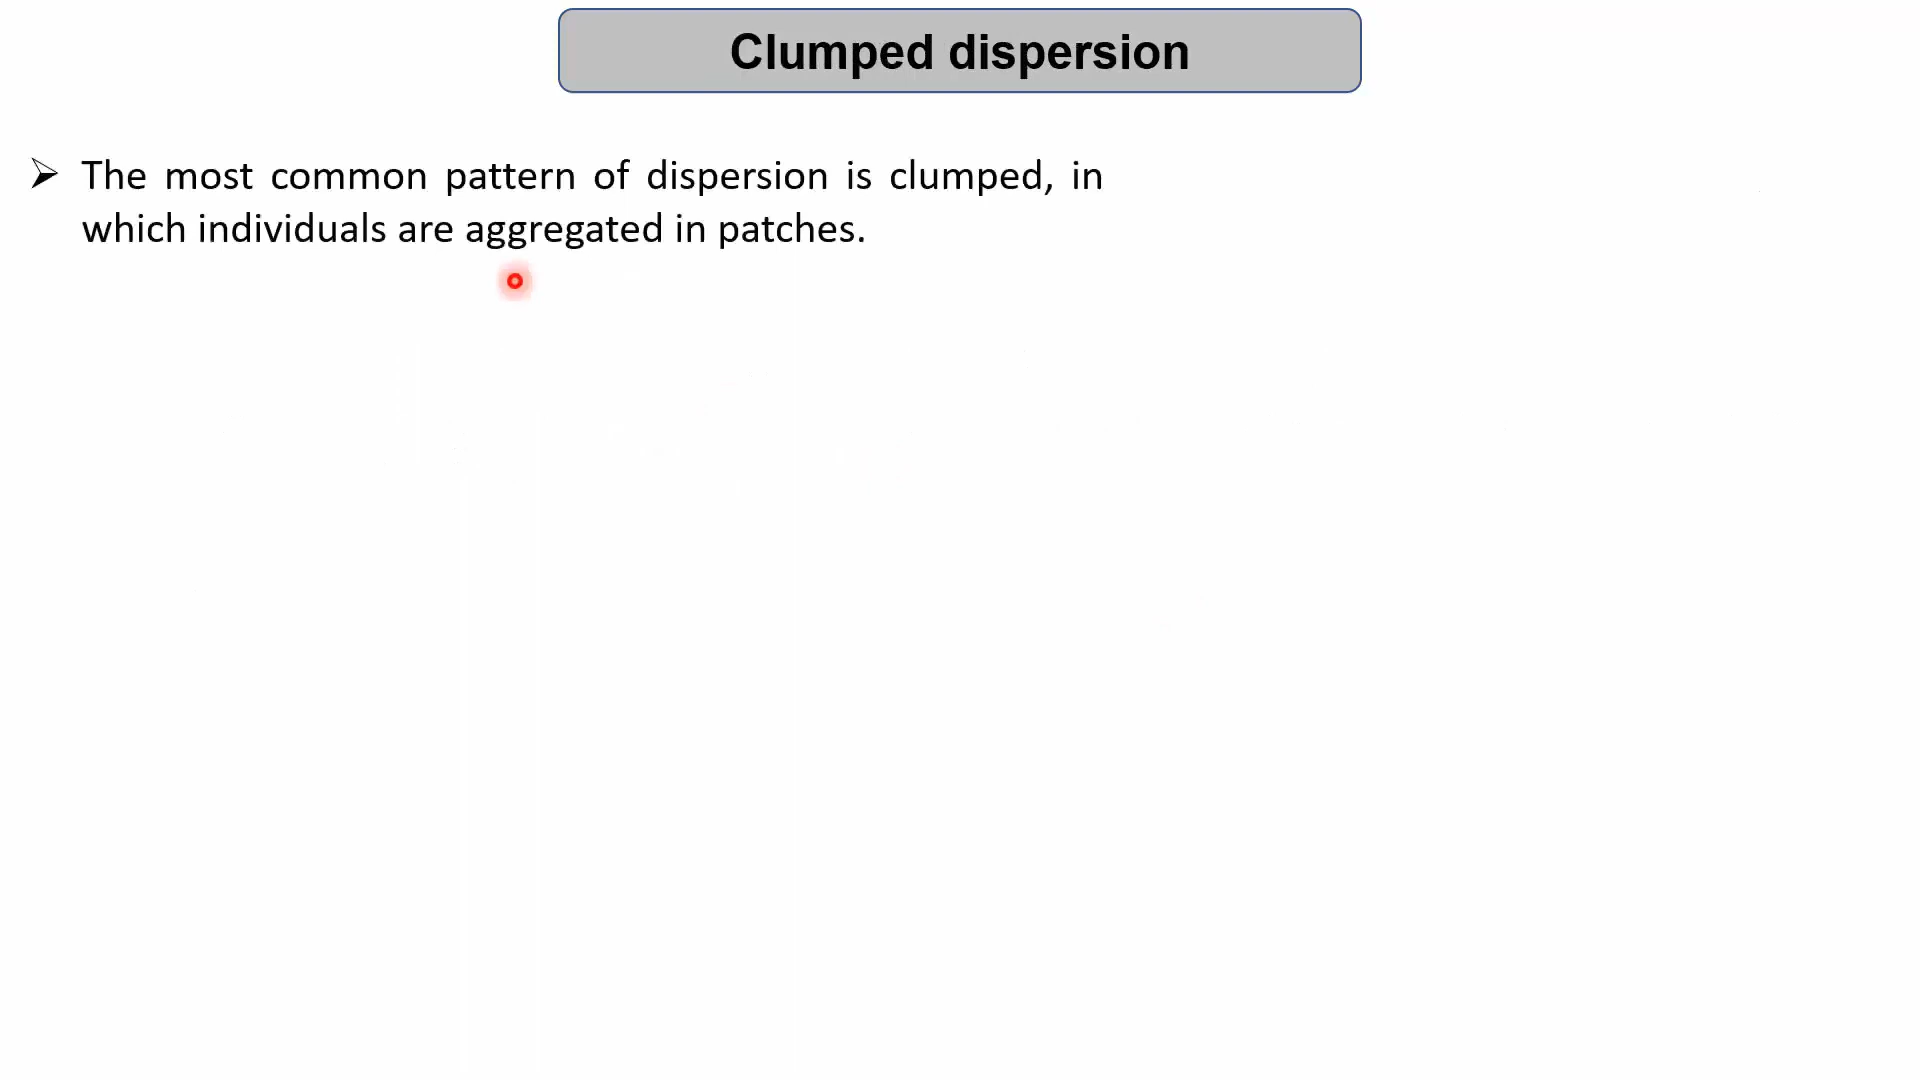 Clumped dispersion
➢ The most common pattern of dispersion is clumped, in
which individuals are aggregated in patches.